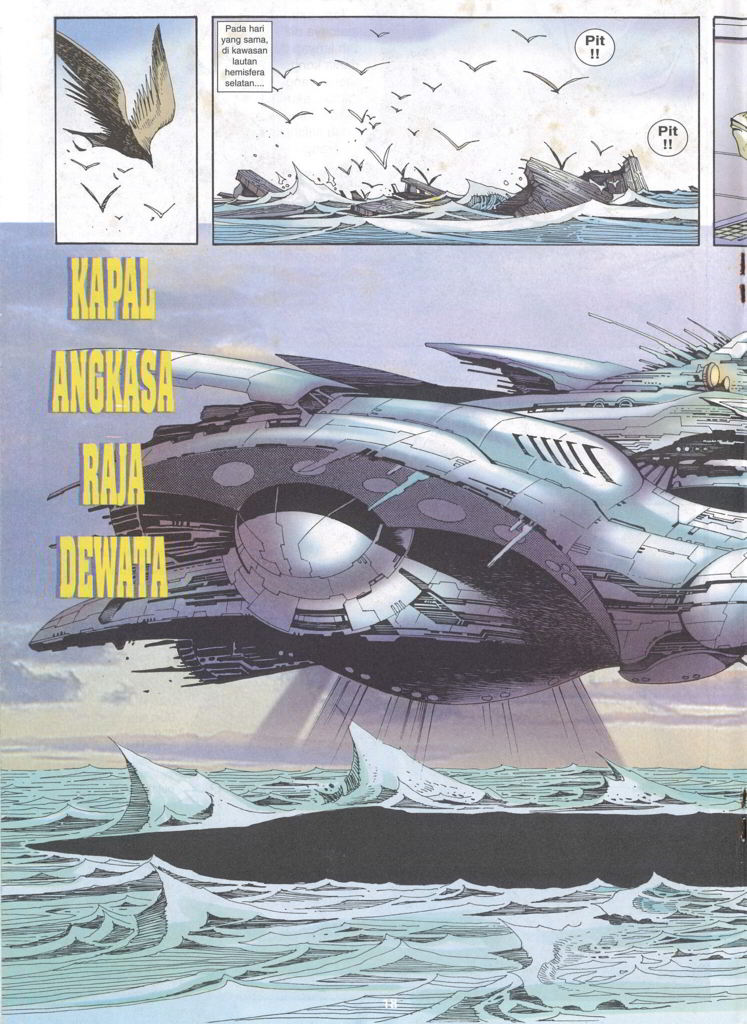 Pada hari
yang sama,
di kawasan
lautan
hemisfera
selatan....
Pit
!!
Pit
!!
KAPAL
ANGKASA
RAJA
DEWATA